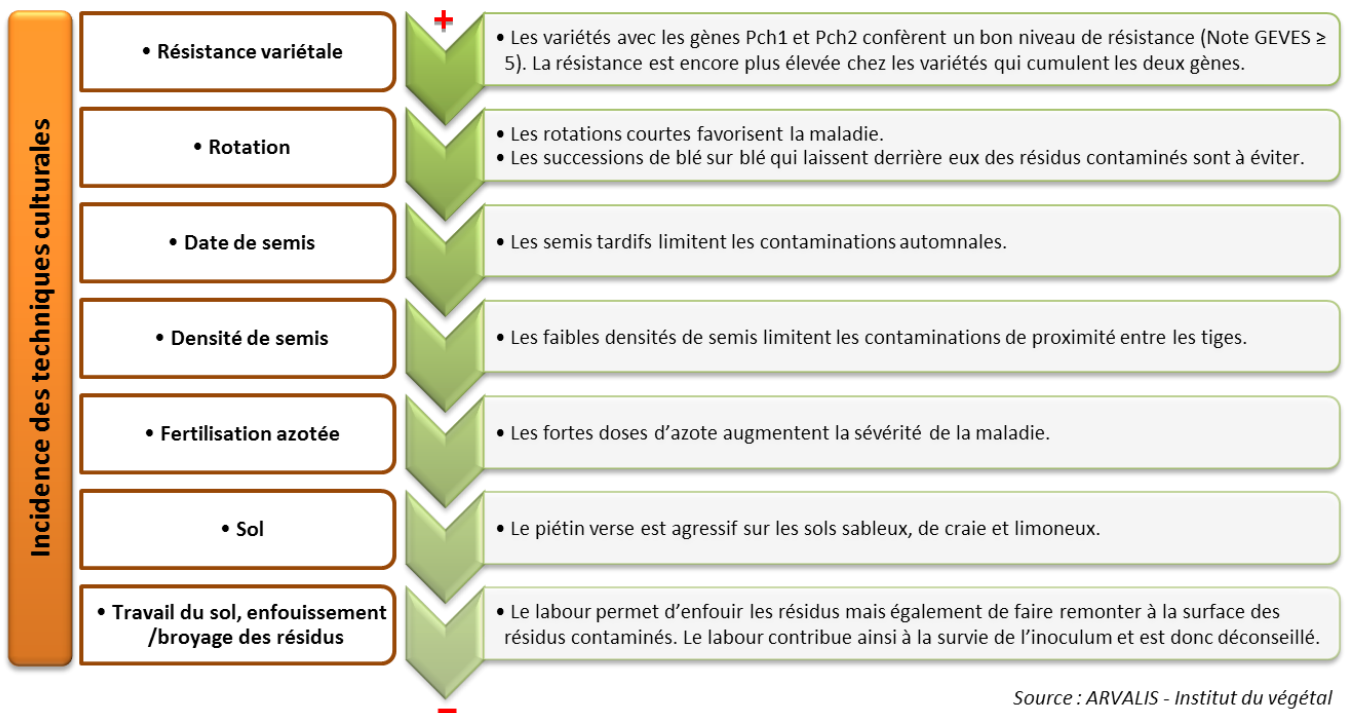 Incidence des techniques culturales
+
• Résistance variétale
• Les variétés avec les gènes Pch1 et Pch2 confèrent un bon niveau de résistance (Note GEVES ≥
5). La résistance est encore plus élevée chez les variétés qui cumulent les deux gènes.
• Rotation
• Les rotations courtes favorisent la maladie.
• Les successions de blé sur blé qui laissent derrière eux des résidus contaminés sont à éviter.
• Date de semis
• Les semis tardifs limitent les contaminations automnales.
• Densité de semis
• Les faibles densités de semis limitent les contaminations de proximité entre les tiges.
• Fertilisation azotée
• Les fortes doses d’azote augmentent la sévérité de la maladie.
• Sol
• Le piétin verse est agressif sur les sols sableux, de craie et limoneux.
• Travail du sol, enfouissement
/broyage des résidus
• Le labour permet d’enfouir les résidus mais également de faire remonter à la surface des
résidus contaminés. Le labour contribue ainsi à la survie de l’inoculum et est donc déconseillé.
–
Source : ARVALIS - Institut du végétal